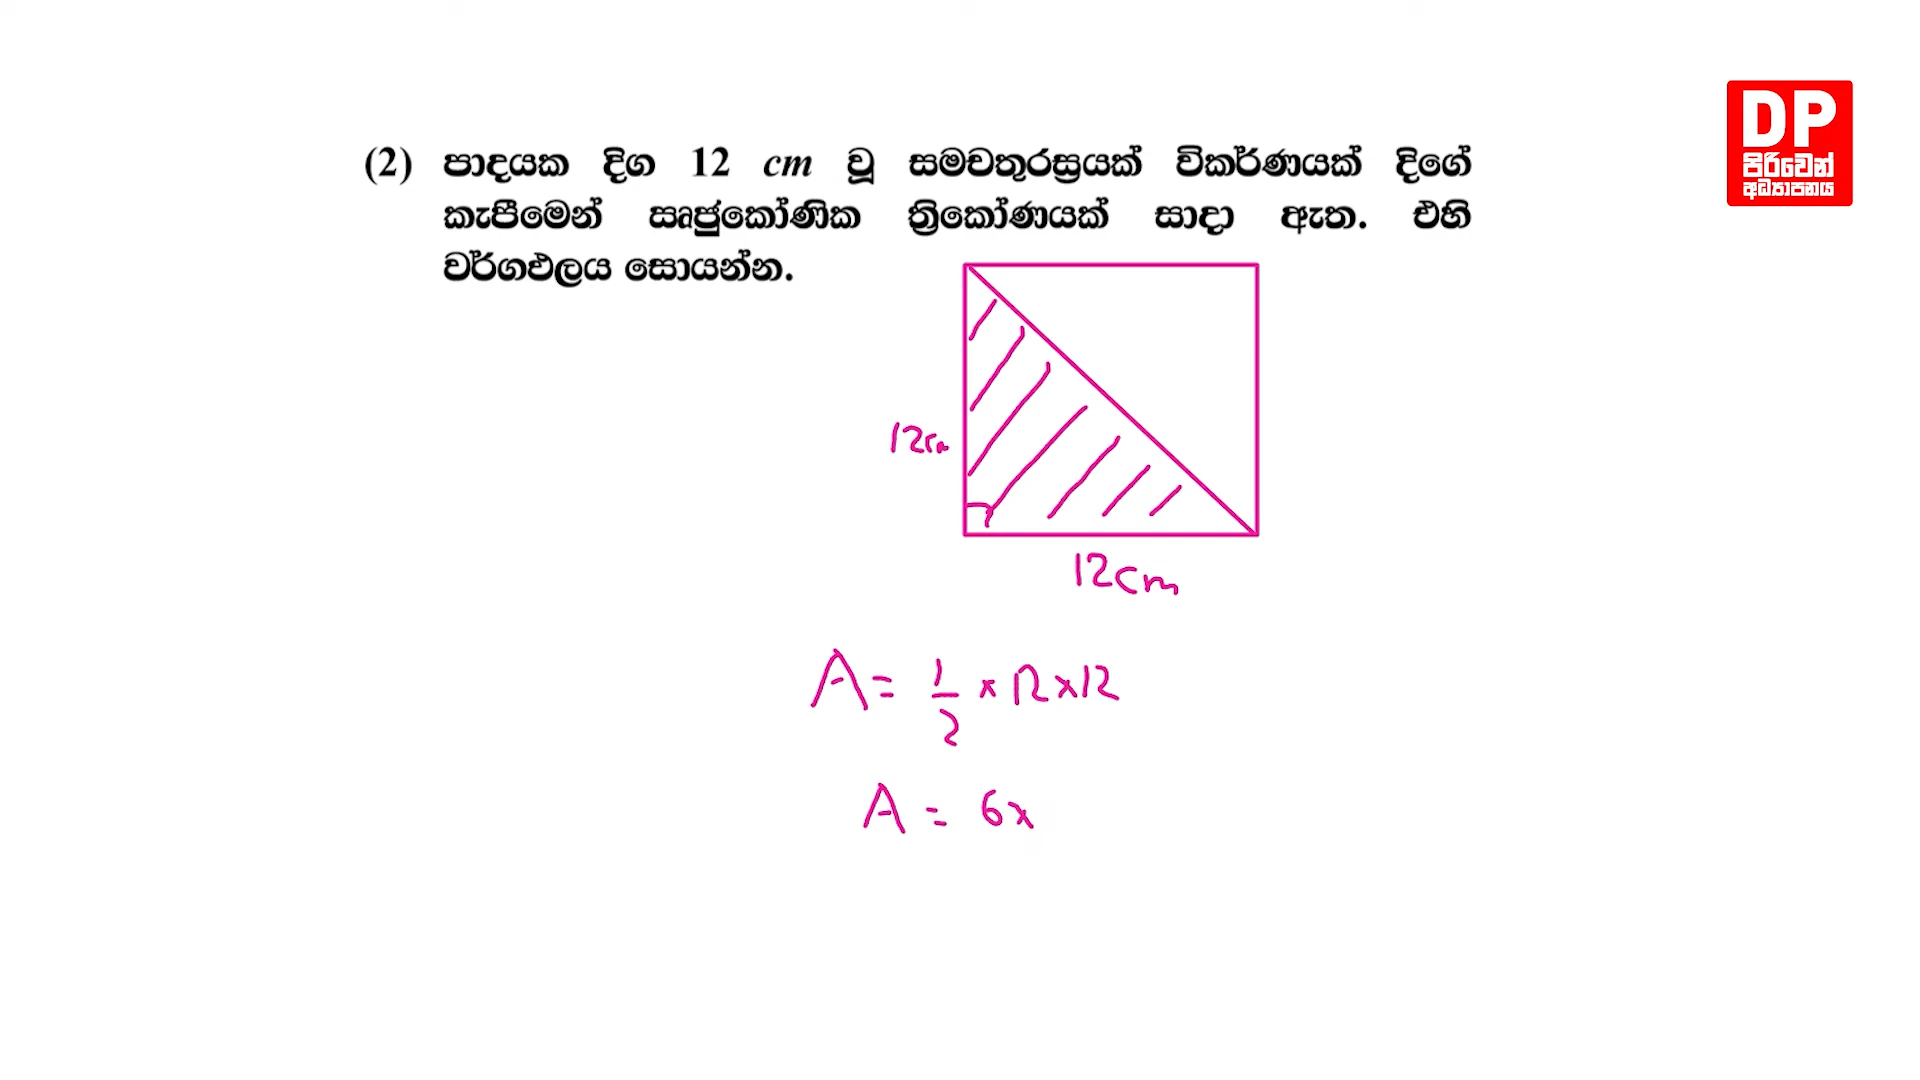 DP
පිරිවෙන්
අධ්‍යාපනය
(2) පාදයක දිග 12 cm වූ සමචතුරස්‍රයක් විකර්ණයක් දිගේ
කැපීමෙන් ඍජුකෝණික ත්‍රිකෝණයක් සාදා ඇත. එහි
වර්ගඵලය සොයන්න.
12cm
12cm
A = 1/2 × 12 × 12
A = 6×